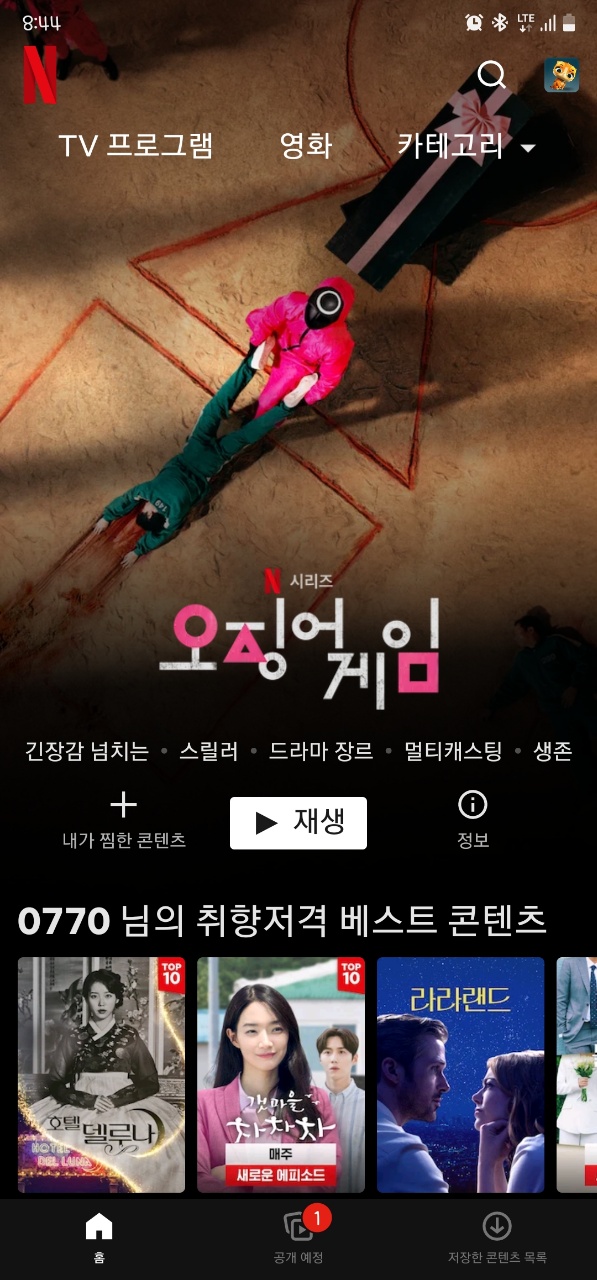 8:44
LTE
N
TV 프로그램 영화 카테고리
N 시리즈
오징어
게임
긴장감 넘치는 • 스릴러 • 드라마 장르 • 멀티캐스팅 • 생존
내가 찜한 콘텐츠 재생 정보
0770 님의 취향저격 베스트 콘텐츠
TOP
10
호텔 델루나
HOTEL
DEL LUNA
TOP
10
갯마을
차차차
매주
새로운 에피소드
라라랜드
1
홈 공개 예정 저장한 콘텐츠 목록